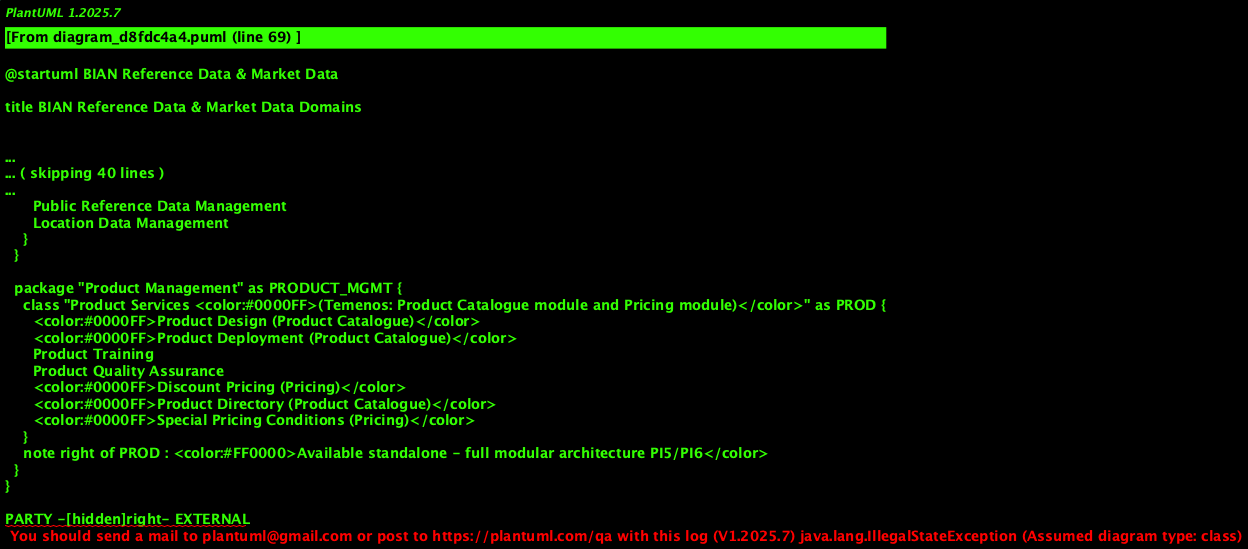 PlantUML 1.2025.7
[From diagram_d8fdc4a4.puml (line 69) ]
@startuml BIAN Reference Data & Market Data
title BIAN Reference Data & Market Data Domains
...
... ( skipping 40 lines )
...
Public Reference Data Management
Location Data Management
}
}
package "Product Management" as PRODUCT_MGMT {
class "Product Services <color:#0000FF>(Temenos: Product Catalogue module and Pricing module)</color>" as PROD {
<color:#0000FF>Product Design (Product Catalogue)</color>
<color:#0000FF>Product Deployment (Product Catalogue)</color>
Product Training
Product Quality Assurance
<color:#0000FF>Discount Pricing (Pricing)</color>
<color:#0000FF>Product Directory (Product Catalogue)</color>
<color:#0000FF>Special Pricing Conditions (Pricing)</color>
}
note right of PROD : <color:#FF0000>Available standalone - full modular architecture PI5/PI6</color>
}
}
PARTY -[hidden]right- EXTERNAL
You should send a mail to plantuml@gmail.com or post to https://plantuml.com/qa with this log (V1.2025.7) java.lang.IllegalStateException (Assumed diagram type: class)